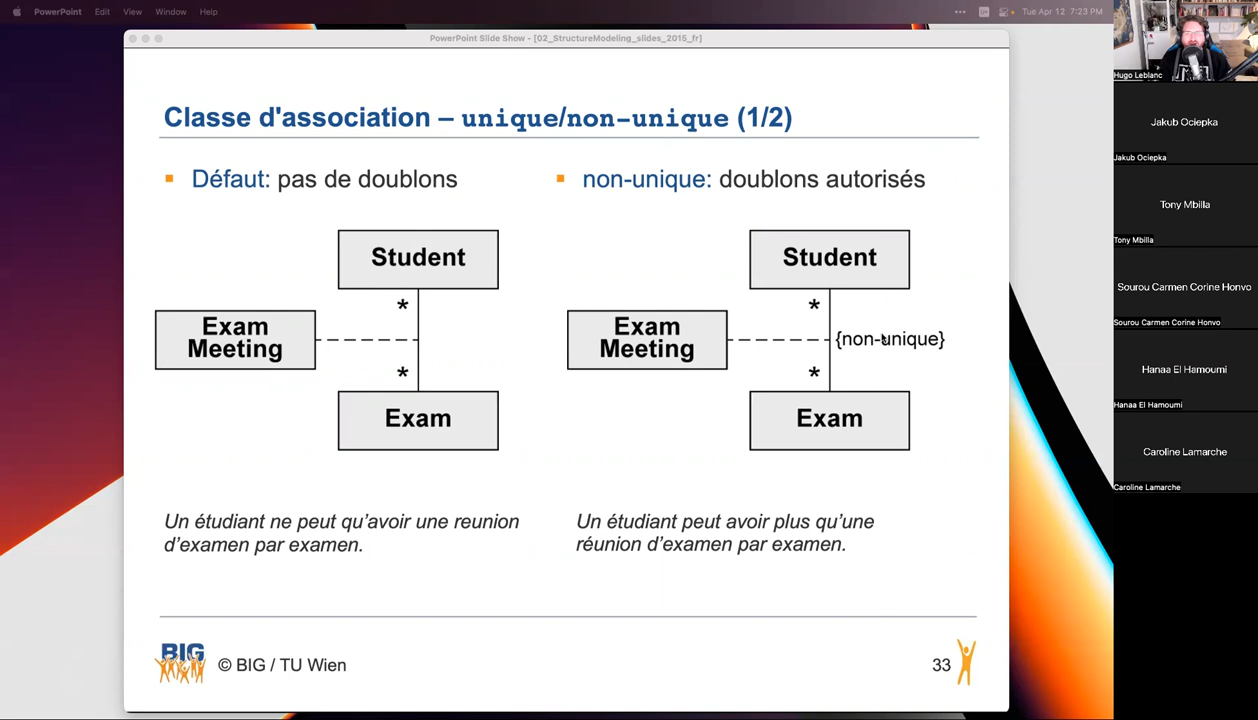 PowerPoint Edit View Window Help
Tue Apr 12 7:23 PM
PowerPoint Slide Show - [02_StructureModeling_slides_2015_fr]
Classe d'association – unique/non-unique (1/2)
Défaut: pas de doublons
Student
*
Exam
Meeting
*
Exam
Un étudiant ne peut qu'avoir une reunion
d'examen par examen.
non-unique: doublons autorisés
Student
*
Exam
Meeting
{non-unique}
*
Exam
Un étudiant peut avoir plus qu'une
réunion d'examen par examen.
BIG
© BIG / TU Wien
33
Hugo Leblanc
Jakub Ociepka
Jakub Ociepka
Tony Mbilla
Tony Mbilla
Sourou Carmen Corine Honvo
Sourou Carmen Corine Honvo
Hanaa El Hamoumi
Hanaa El Hamoumi
Caroline Lamarche
Caroline Lamarche